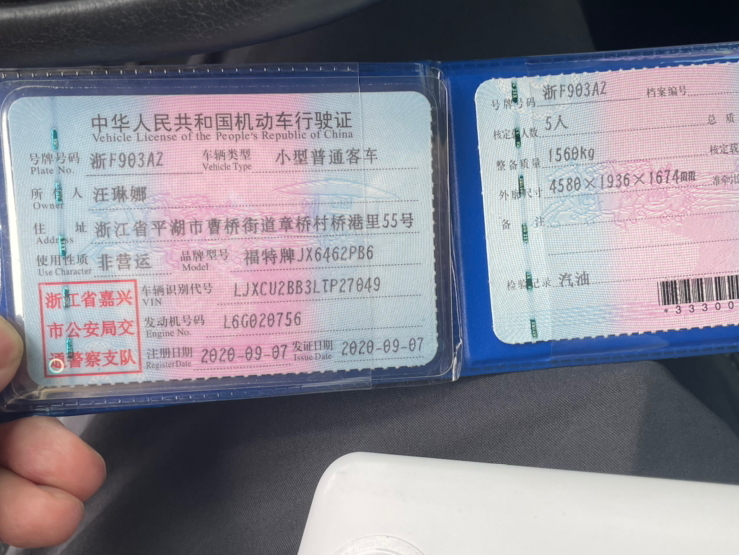 中华人民共和国机动车行驶证
Vehicle License of the People's Republic of China
号牌号码 浙F903AZ 车辆类型 小型普通客车
Plate No. Vehicle Type
所有人 汪琳娜
Owner
住址 浙江省平湖市曹桥街道章桥村桥港里55号
Address
使用性质 非营运 品牌型号 福特牌JX6462PB6
Use Character Model
浙江省嘉兴
市公安局交
通警察支队
车辆识别代号 LJXCU2BB3LTP27049
VIN
发动机号码 L6G020756
Engine No.
注册日期 2020-09-07 发证日期 2020-09-07
Register Date Issue Date
号牌号码 浙F903AZ 档案编号
核定载人数 5人 总质
整备质量 1560kg 核定载
外廓尺寸 4580×1936×1674mm 准牵引
备注
检验记录 汽油
*33300